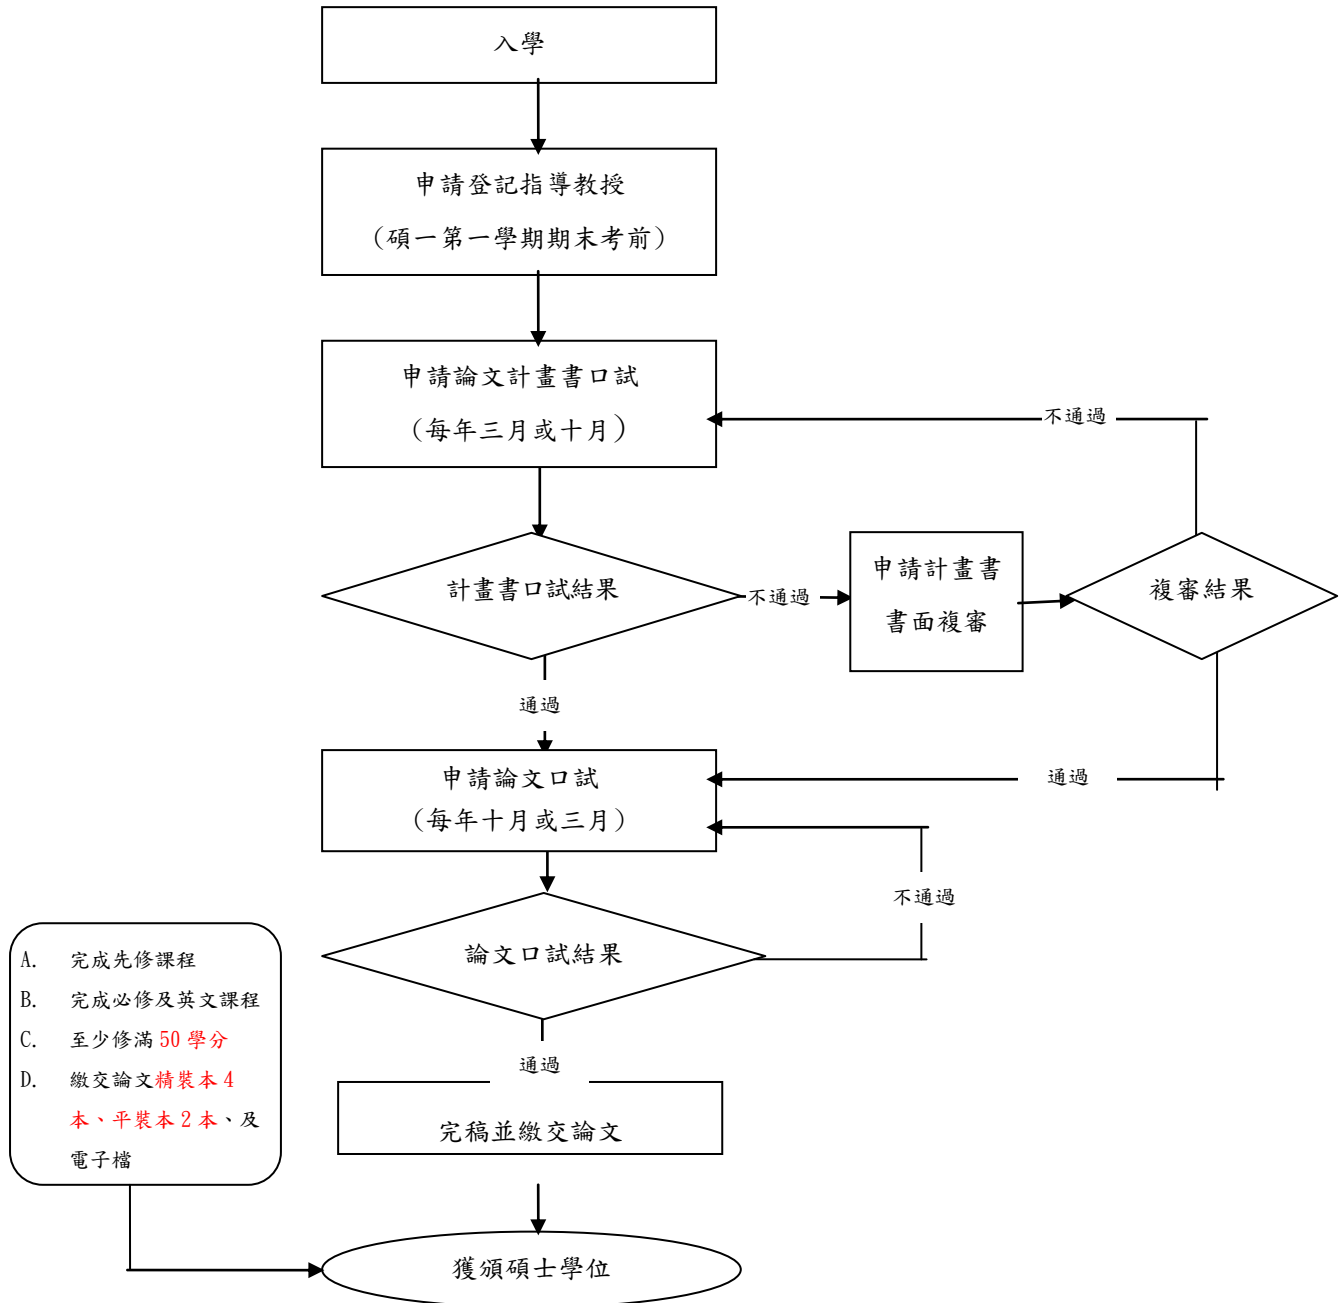 入學
申請登記指導教授
(碩一第一學期期末考前)
申請論文計畫書口試
(每年三月或十月)
不通過
計畫書口試結果
不通過
申請計畫書
書面複審
複審結果
通過
申請論文口試
(每年十月或三月)
通過
不通過
論文口試結果
A. 完成先修課程
B. 完成必修及英文課程
C. 至少修滿 50 學分
D. 繳交論文精裝本 4
本、平裝本 2 本、及
電子檔
通過
完稿並繳交論文
獲頒碩士學位